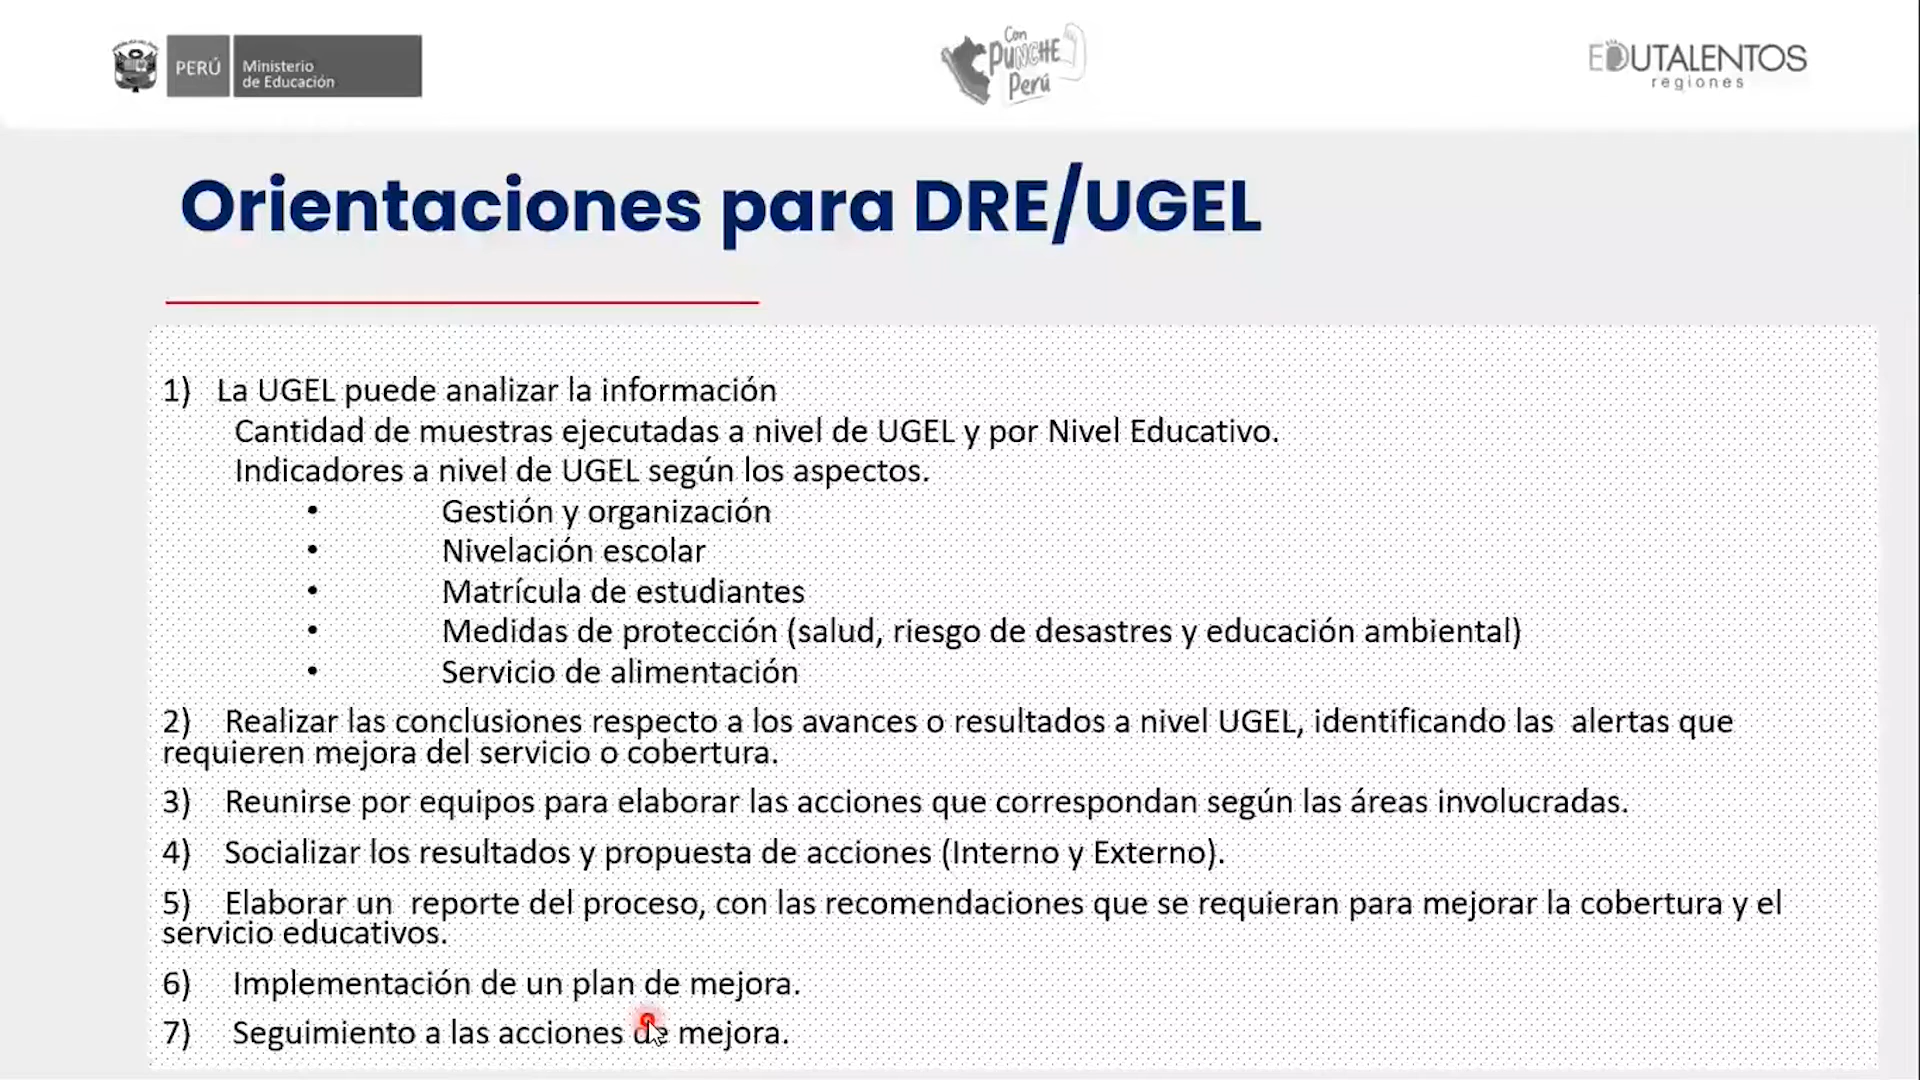 PERÚ
Ministerio
de Educación
Con
PUNCHE
Perú
EDUTALENTOS
regiones
Orientaciones para DRE/UGEL
1) La UGEL puede analizar la información
Cantidad de muestras ejecutadas a nivel de UGEL y por Nivel Educativo.
Indicadores a nivel de UGEL según los aspectos.
• Gestión y organización
• Nivelación escolar
• Matrícula de estudiantes
• Medidas de protección (salud, riesgo de desastres y educación ambiental)
• Servicio de alimentación
2) Realizar las conclusiones respecto a los avances o resultados a nivel UGEL, identificando las alertas que
requieren mejora del servicio o cobertura.
3) Reunirse por equipos para elaborar las acciones que correspondan según las áreas involucradas.
4) Socializar los resultados y propuesta de acciones (Interno y Externo).
5) Elaborar un reporte del proceso, con las recomendaciones que se requieran para mejorar la cobertura y el
servicio educativos.
6) Implementación de un plan de mejora.
7) Seguimiento a las acciones de mejora.